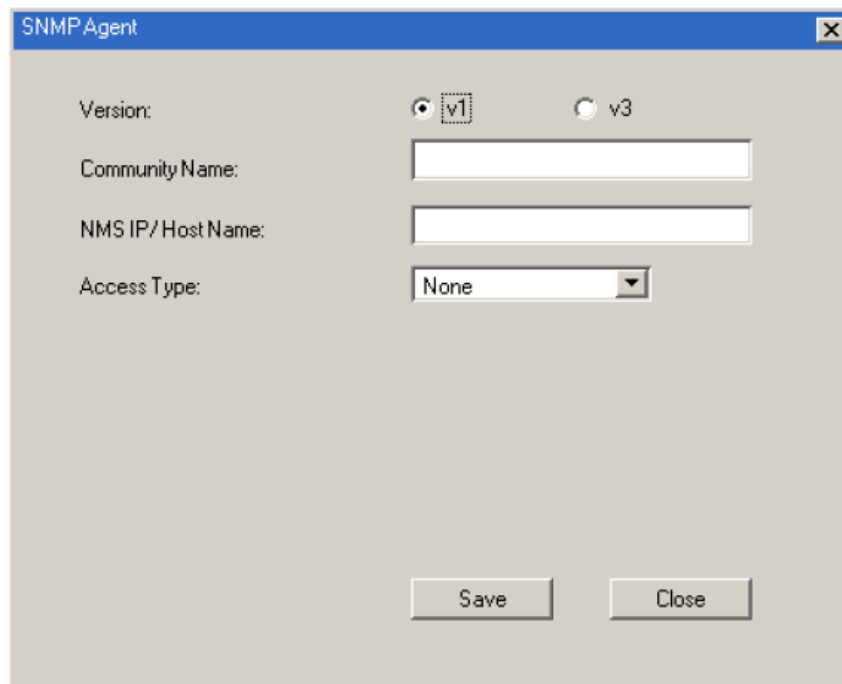 SNMP Agent
Version: v1 v3
Community Name:
NMS IP/ Host Name:
Access Type: None
Save Close